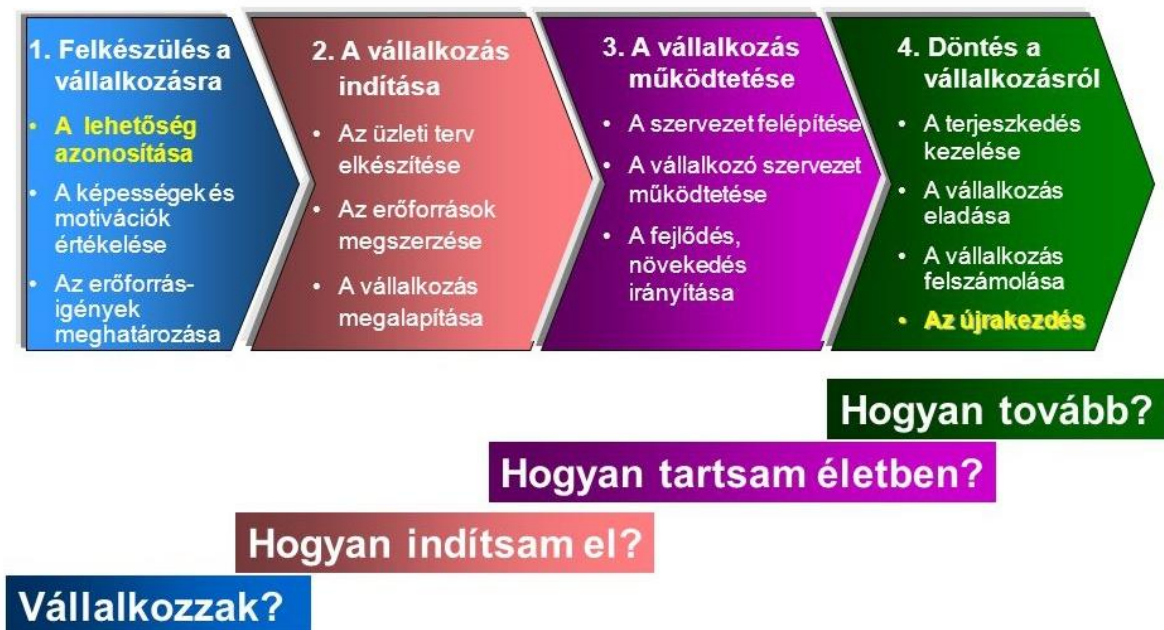 1. Felkészülés a
vállalkozásra
• A lehetőség
azonosítása
• A képességek és
motivációk
értékelése
• Az erőforrás-
igények
meghatározása
2. A vállalkozás
indítása
• Az üzleti terv
elkészítése
• Az erőforrások
megszerzése
• A vállalkozás
megalapítása
3. A vállalkozás
működtetése
• A szervezet felépítése
• A vállalkozó szervezet
működtetése
• A fejlődés,
növekedés
irányítása
4. Döntés a
vállalkozásról
• A terjeszkedés
kezelése
• A vállalkozás
eladása
• A vállalkozás
felszámolása
• Az újrakezdés
Hogyan tovább?
Hogyan tartsam életben?
Hogyan indítsam el?
Vállalkozzak?